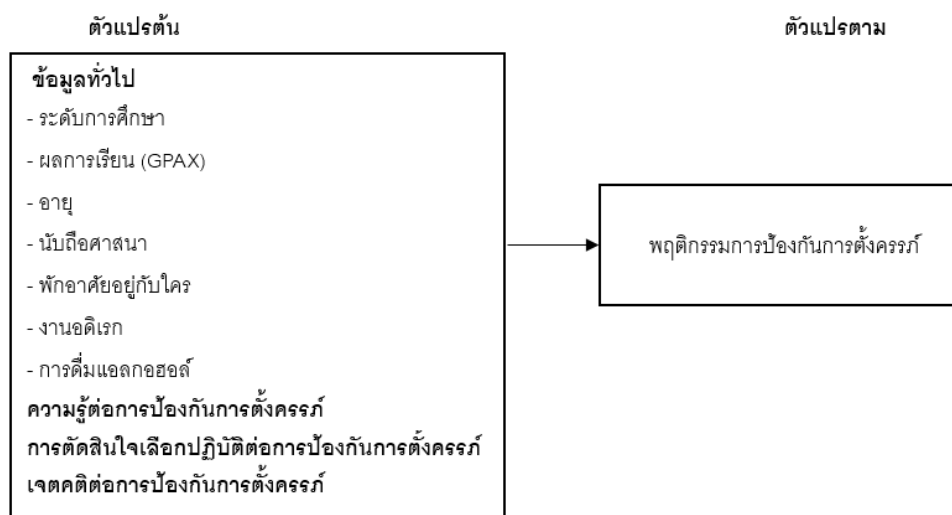 ตัวแปรต้น
ตัวแปรตาม
ข้อมูลทั่วไป
- ระดับการศึกษา
- ผลการเรียน (GPAX)
- อายุ
- นับถือศาสนา
- พักอาศัยอยู่กับใคร
- งานอดิเรก
- การดื่มแอลกอฮอล์
ความรู้ต่อการป้องกันการตั้งครรภ์
การตัดสินใจเลือกปฏิบัติต่อการป้องกันการตั้งครรภ์
เจตคติต่อการป้องกันการตั้งครรภ์
พฤติกรรมการป้องกันการตั้งครรภ์